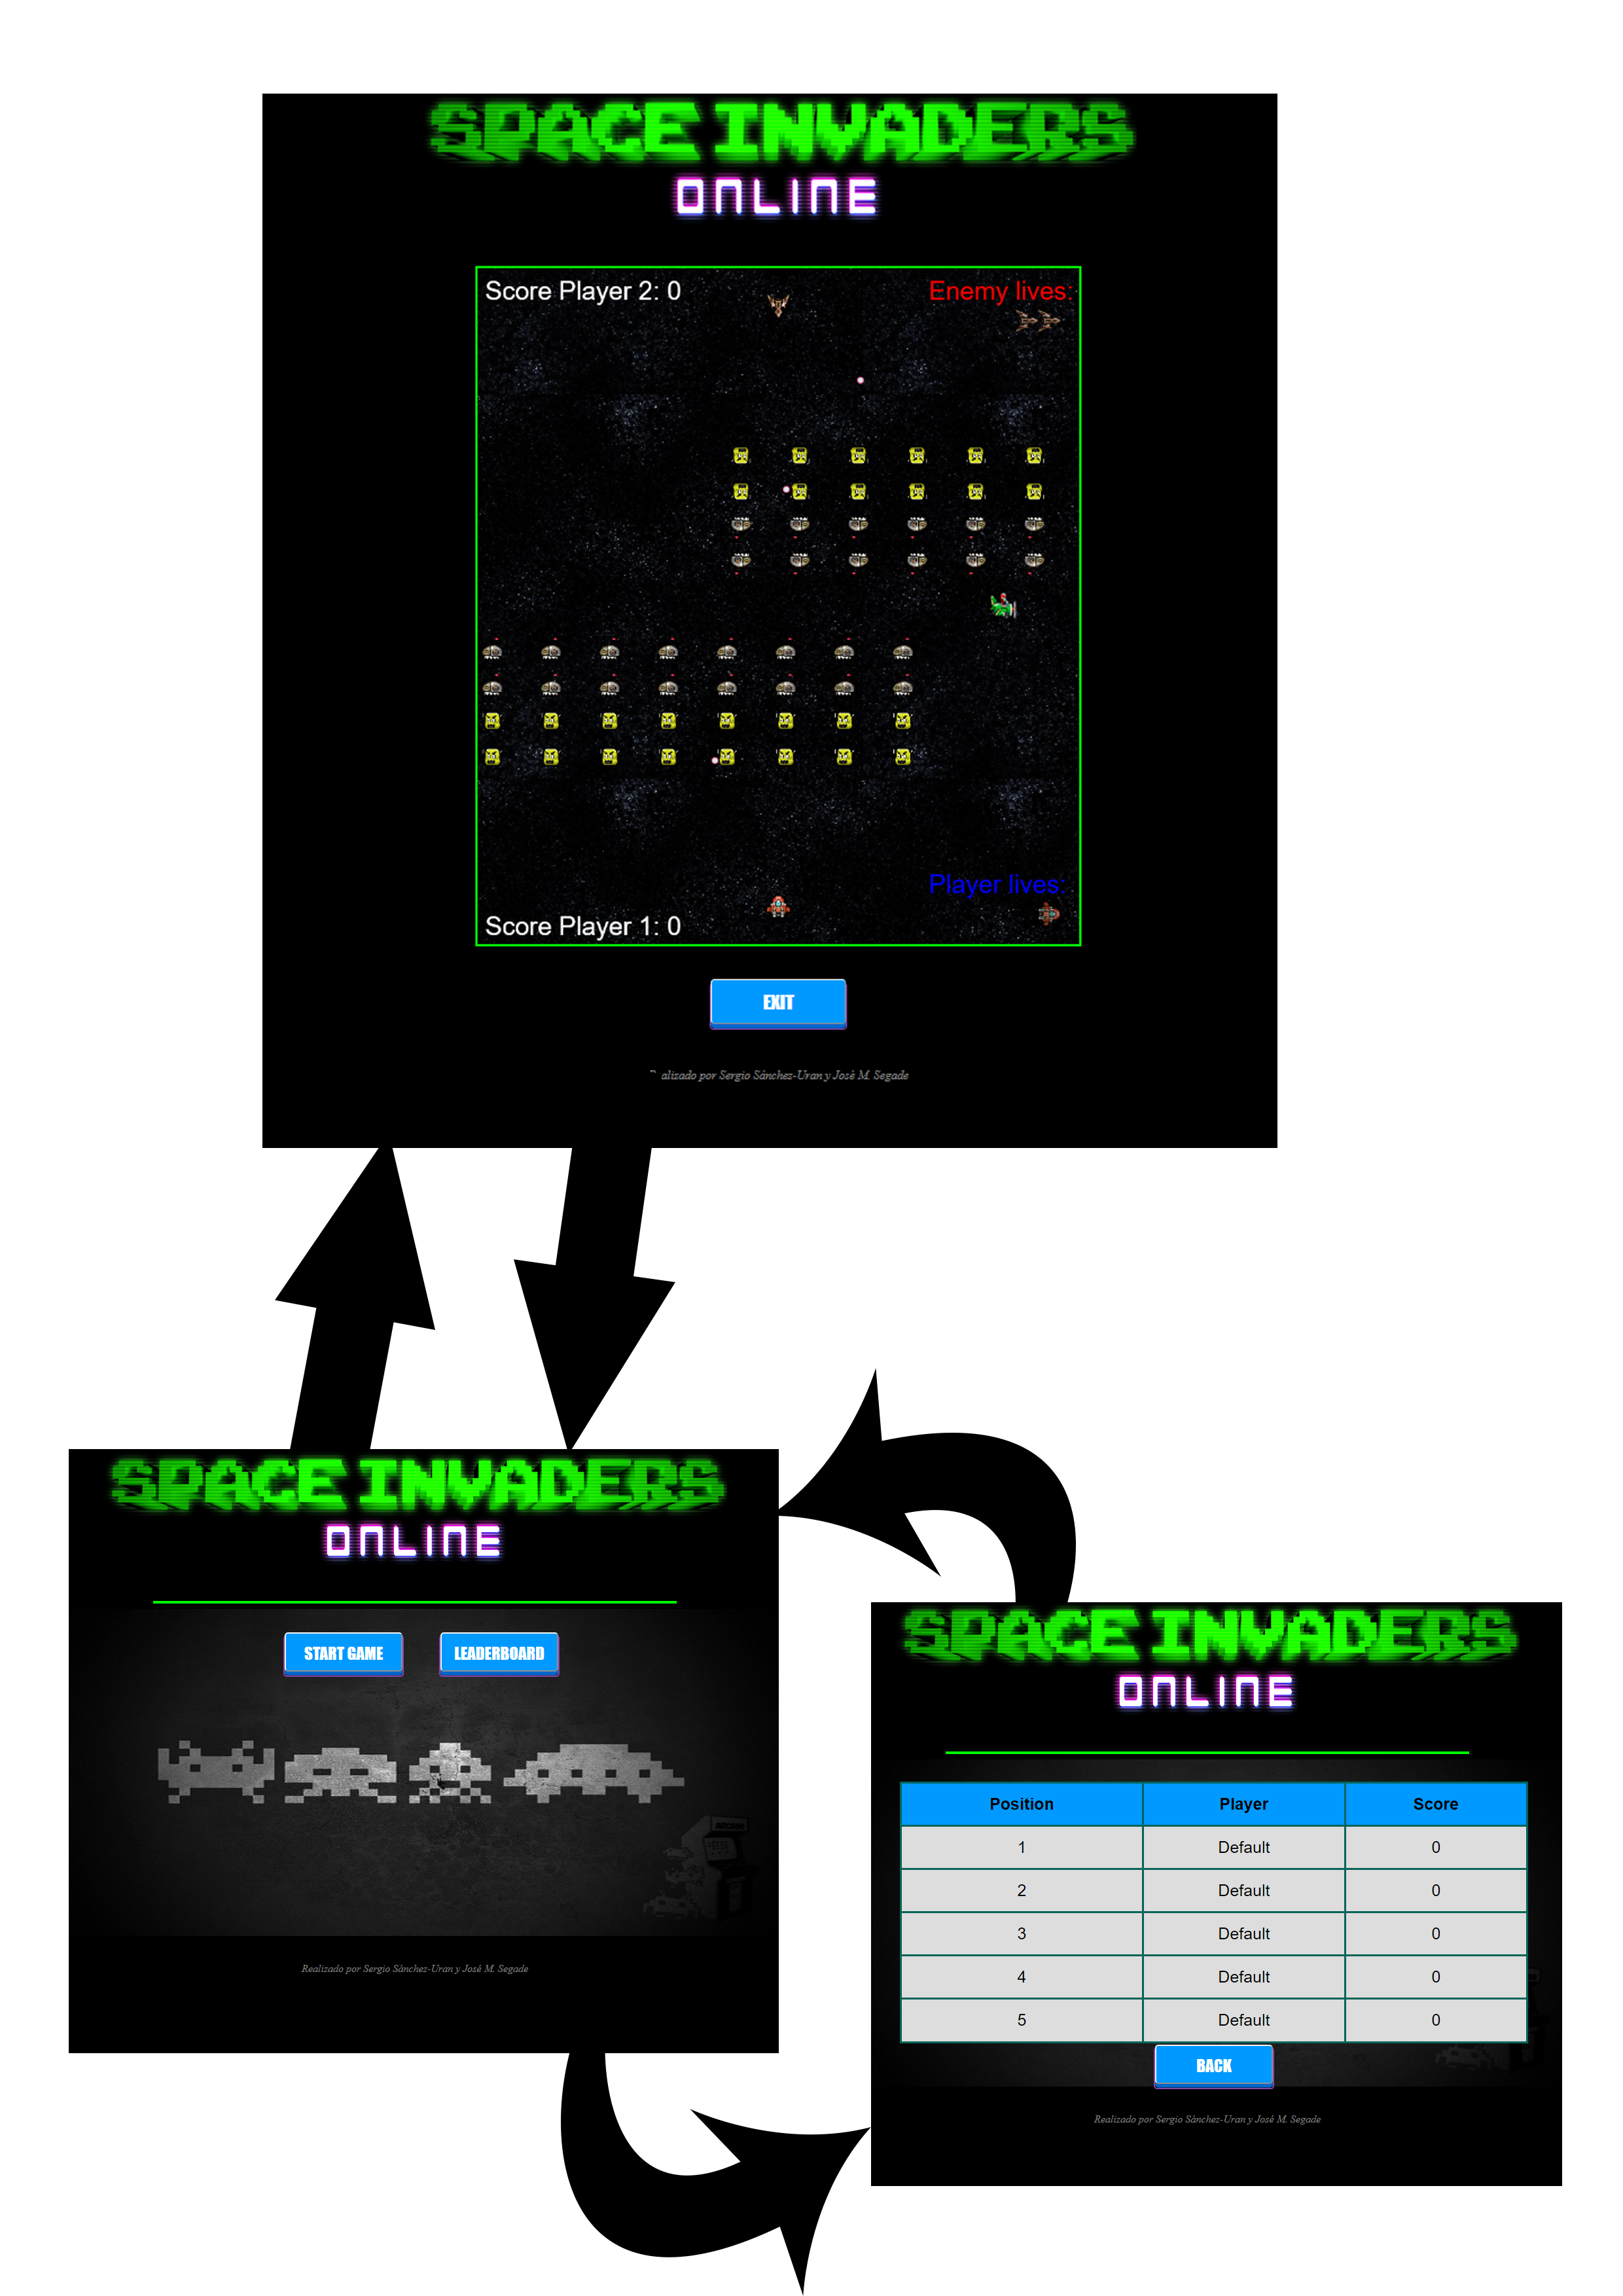 SPACE INVADERS
ONLINE
Score Player 2: 0
Enemy lives:
Player lives:
Score Player 1: 0
EXIT
alizado por Sergio Sánchez-Uran y José M. Segade
SPACE INVADERS
ONLINE
START GAME LEADERBOARD
ARCADE
Realizado por Sergio Sánchez-Uran y José M. Segade
SPACE INVADERS
ONLINE
Position Player Score
1 Default 0
2 Default 0
3 Default 0
4 Default 0
5 Default 0
BACK
Realizado por Sergio Sánchez-Uran y José M. Segade